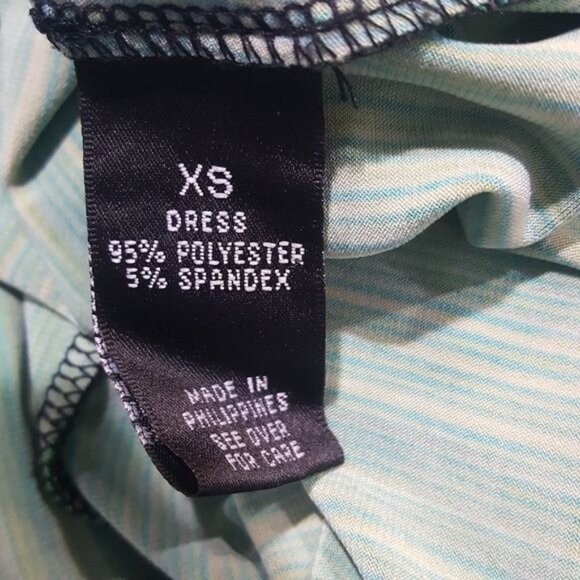 XS
DRESS
95% POLYESTER
5% SPANDEX
MADE IN
PHILIPPINES
SEE OVER
FOR CARE